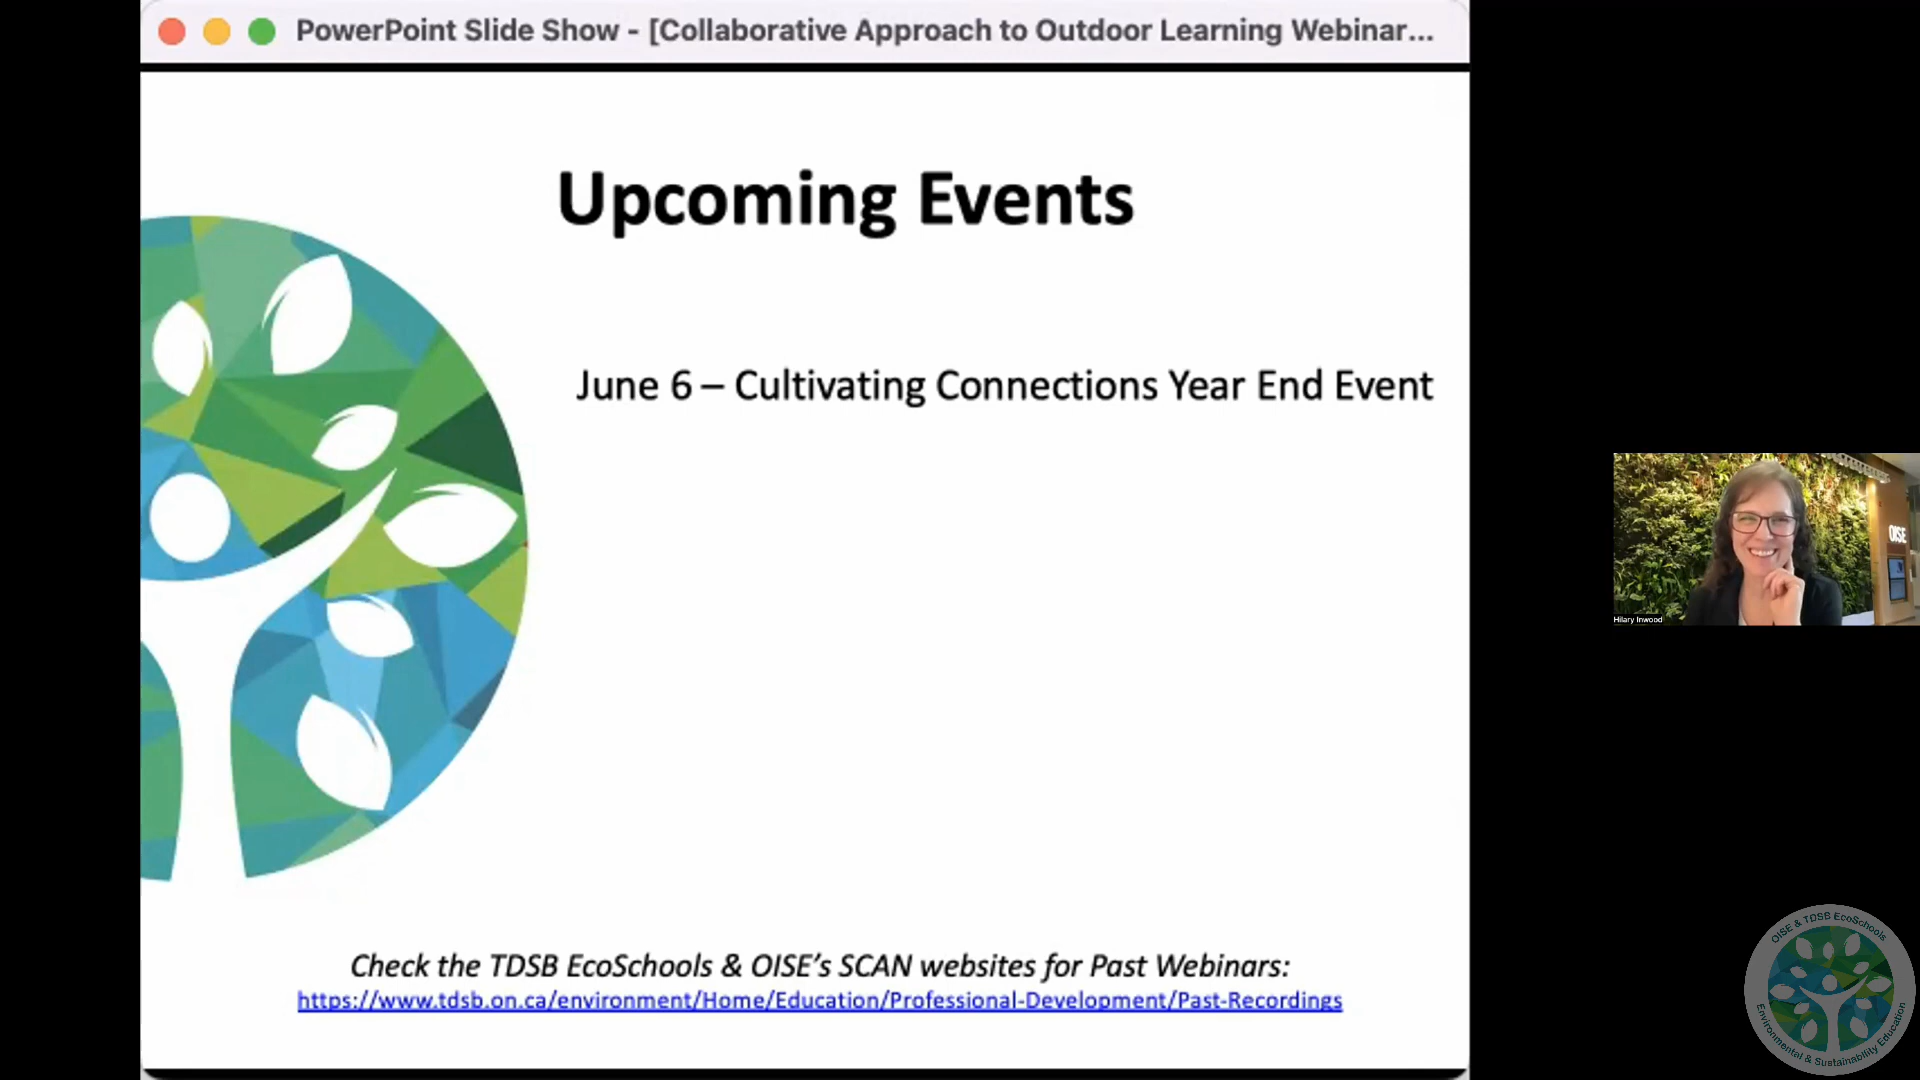 PowerPoint Slide Show - [Collaborative Approach to Outdoor Learning Webinar...
Upcoming Events
June 6 – Cultivating Connections Year End Event
Check the TDSB EcoSchools & OISE's SCAN websites for Past Webinars:
https://www.tdsb.on.ca/environment/Home/Education/Professional-Development/Past-Recordings
OISE
Hilary Inwood
OISE & TDSB EcoSchools
Environmental & Sustainability Education